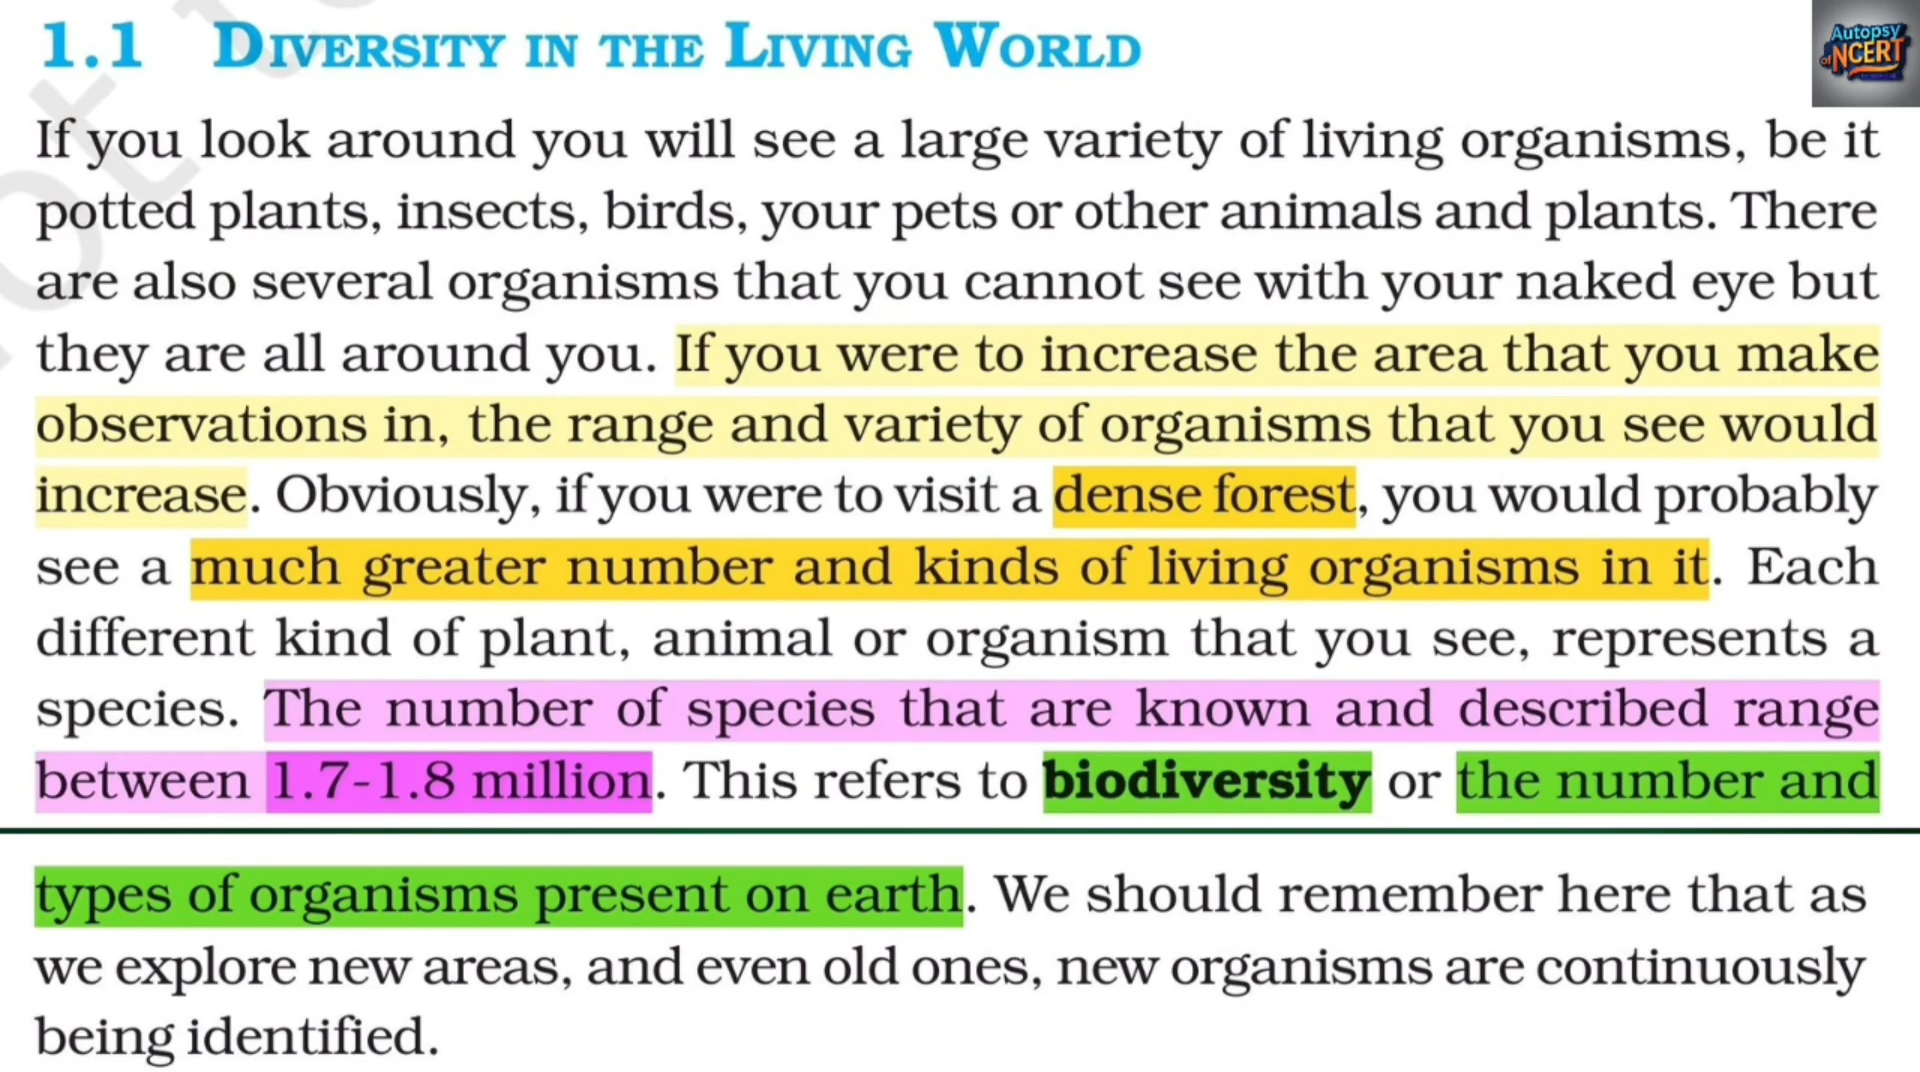 1.1 DIVERSITY IN THE LIVING WORLD
Autopsy
of NCERT
If you look around you will see a large variety of living organisms, be it
potted plants, insects, birds, your pets or other animals and plants. There
are also several organisms that you cannot see with your naked eye but
they are all around you. If you were to increase the area that you make
observations in, the range and variety of organisms that you see would
increase. Obviously, if you were to visit a dense forest, you would probably
see a much greater number and kinds of living organisms in it. Each
different kind of plant, animal or organism that you see, represents a
species. The number of species that are known and described range
between 1.7-1.8 million. This refers to biodiversity or the number and
types of organisms present on earth. We should remember here that as
we explore new areas, and even old ones, new organisms are continuously
being identified.